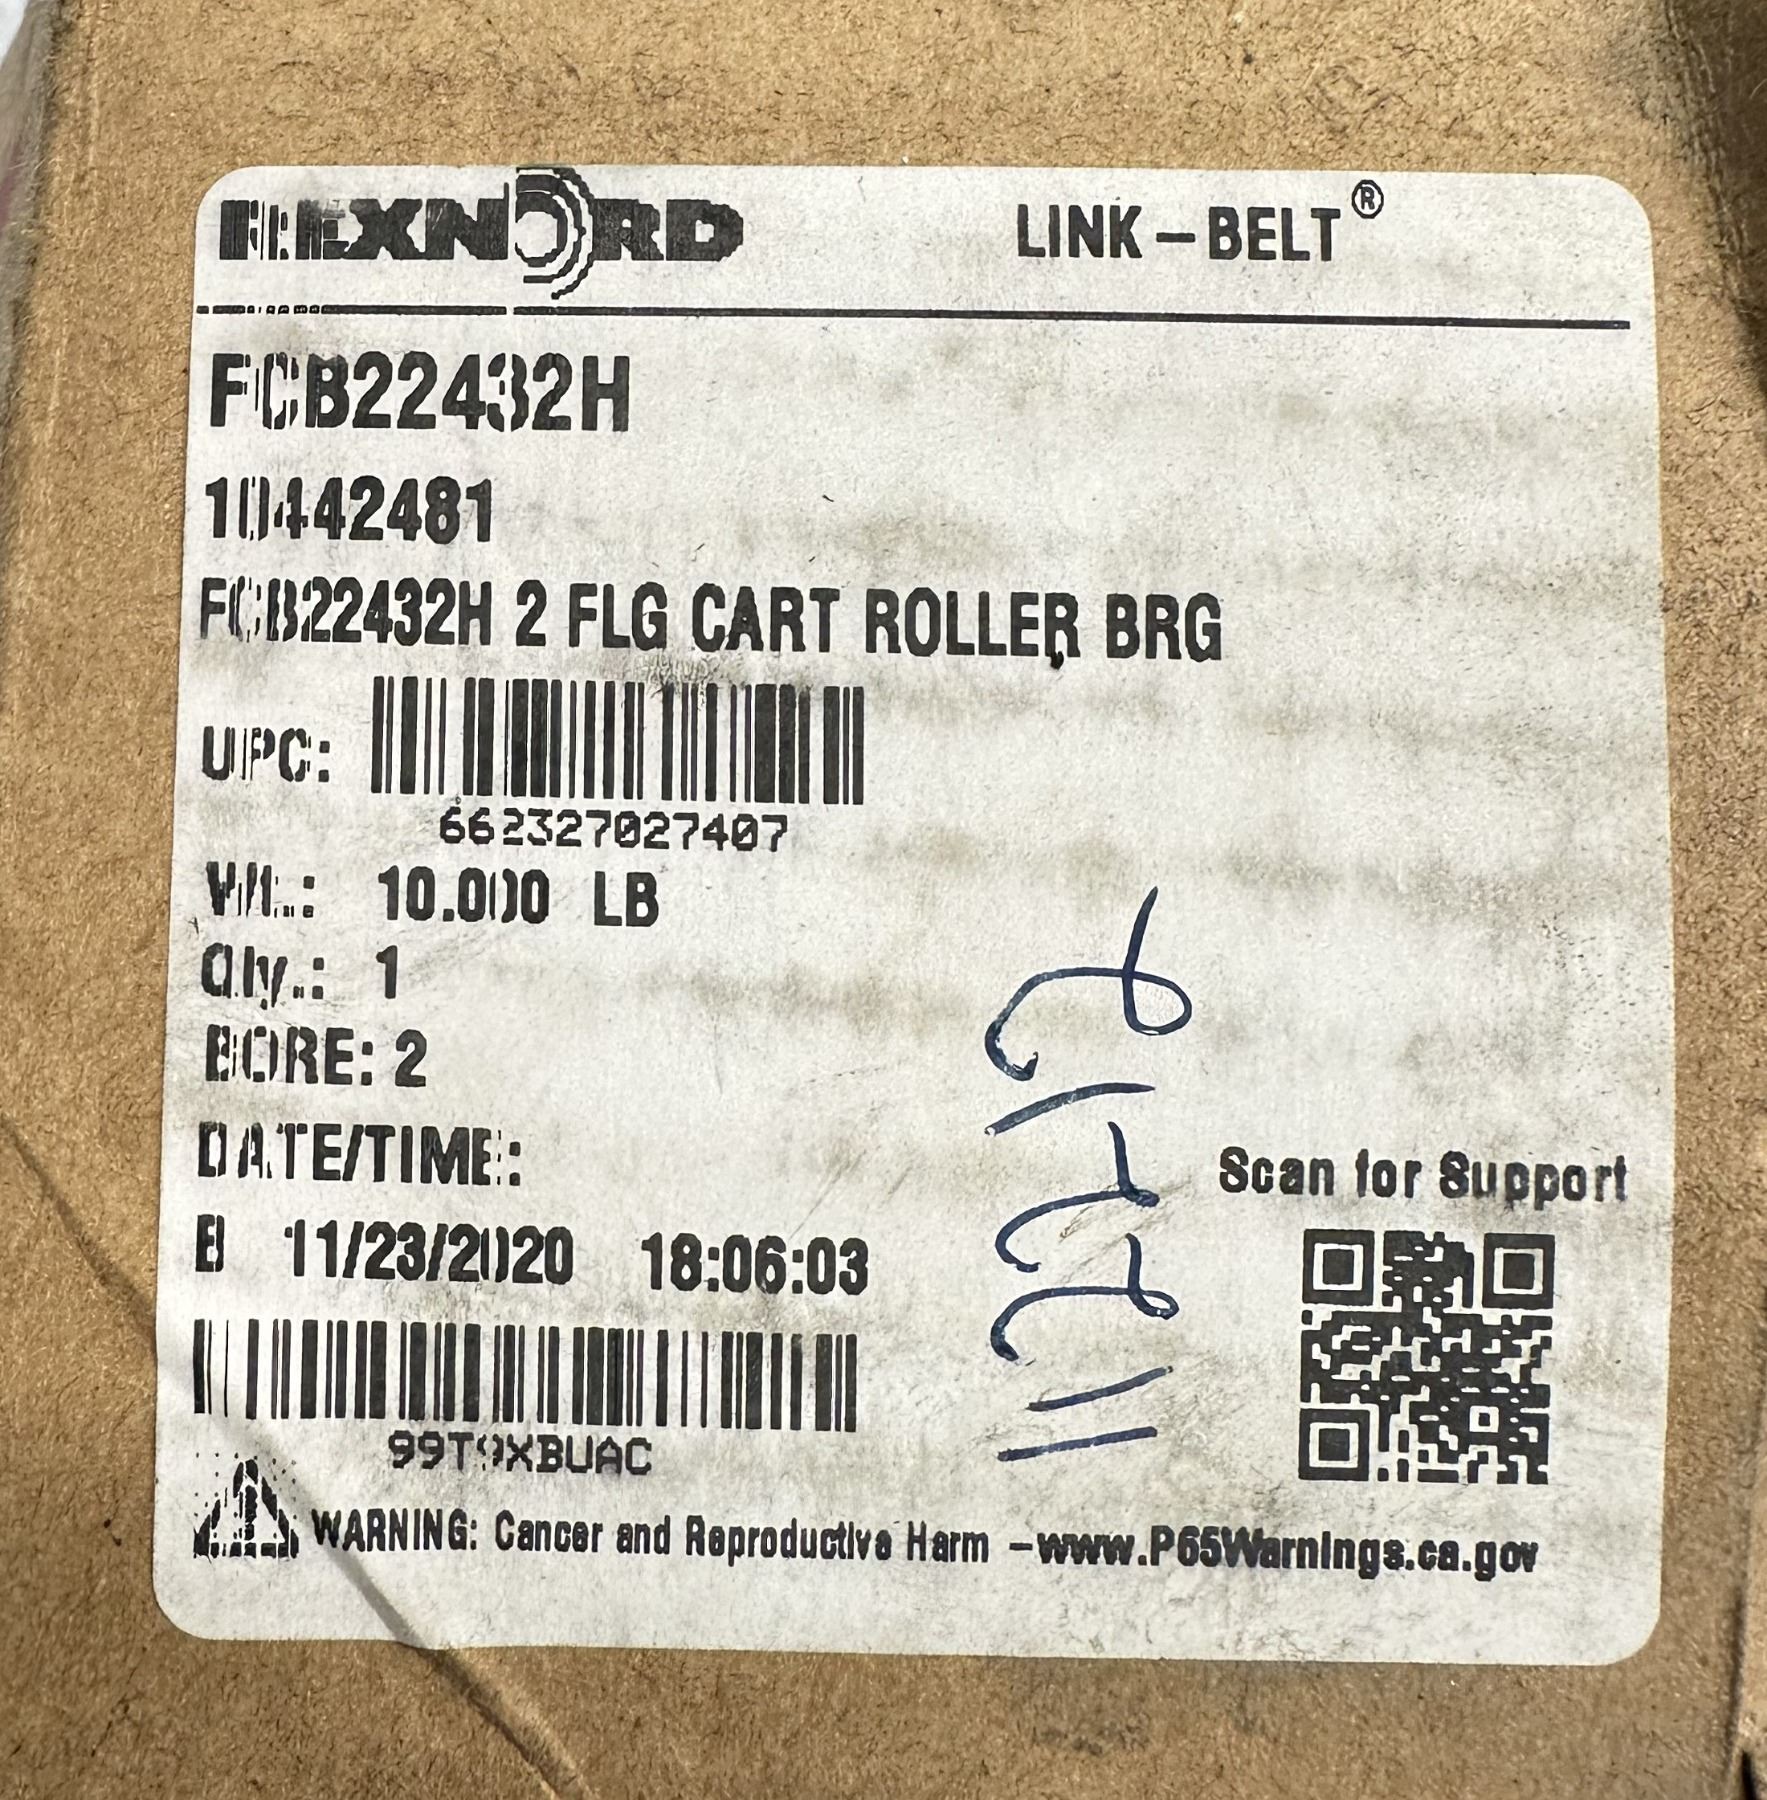 REXNORD LINK-BELT®
FCB22432H
10442481
FCB22432H 2 FLG CART ROLLER BRG
UPC:
662327027407
Wt.: 10.000 LB
Qty.: 1
BORE: 2
DATE/TIME:
B 11/23/2020 18:06:03
99T9XBUAC
Scan for Support
WARNING: Cancer and Reproductive Harm -www.P65Warnings.ca.gov